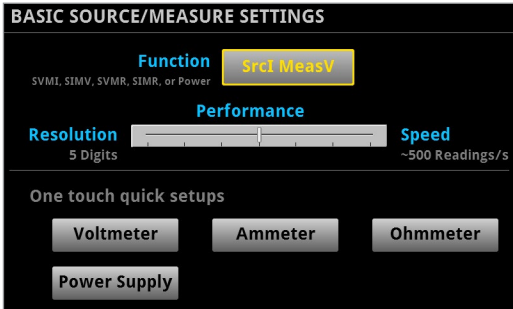 BASIC SOURCE/MEASURE SETTINGS
Function
SrcI MeasV
SVMI, SIMV, SVMR, SIMR, or Power
Performance
Resolution
Speed
5 Digits
~500 Readings/s
One touch quick setups
Voltmeter
Ammeter
Ohmmeter
Power Supply